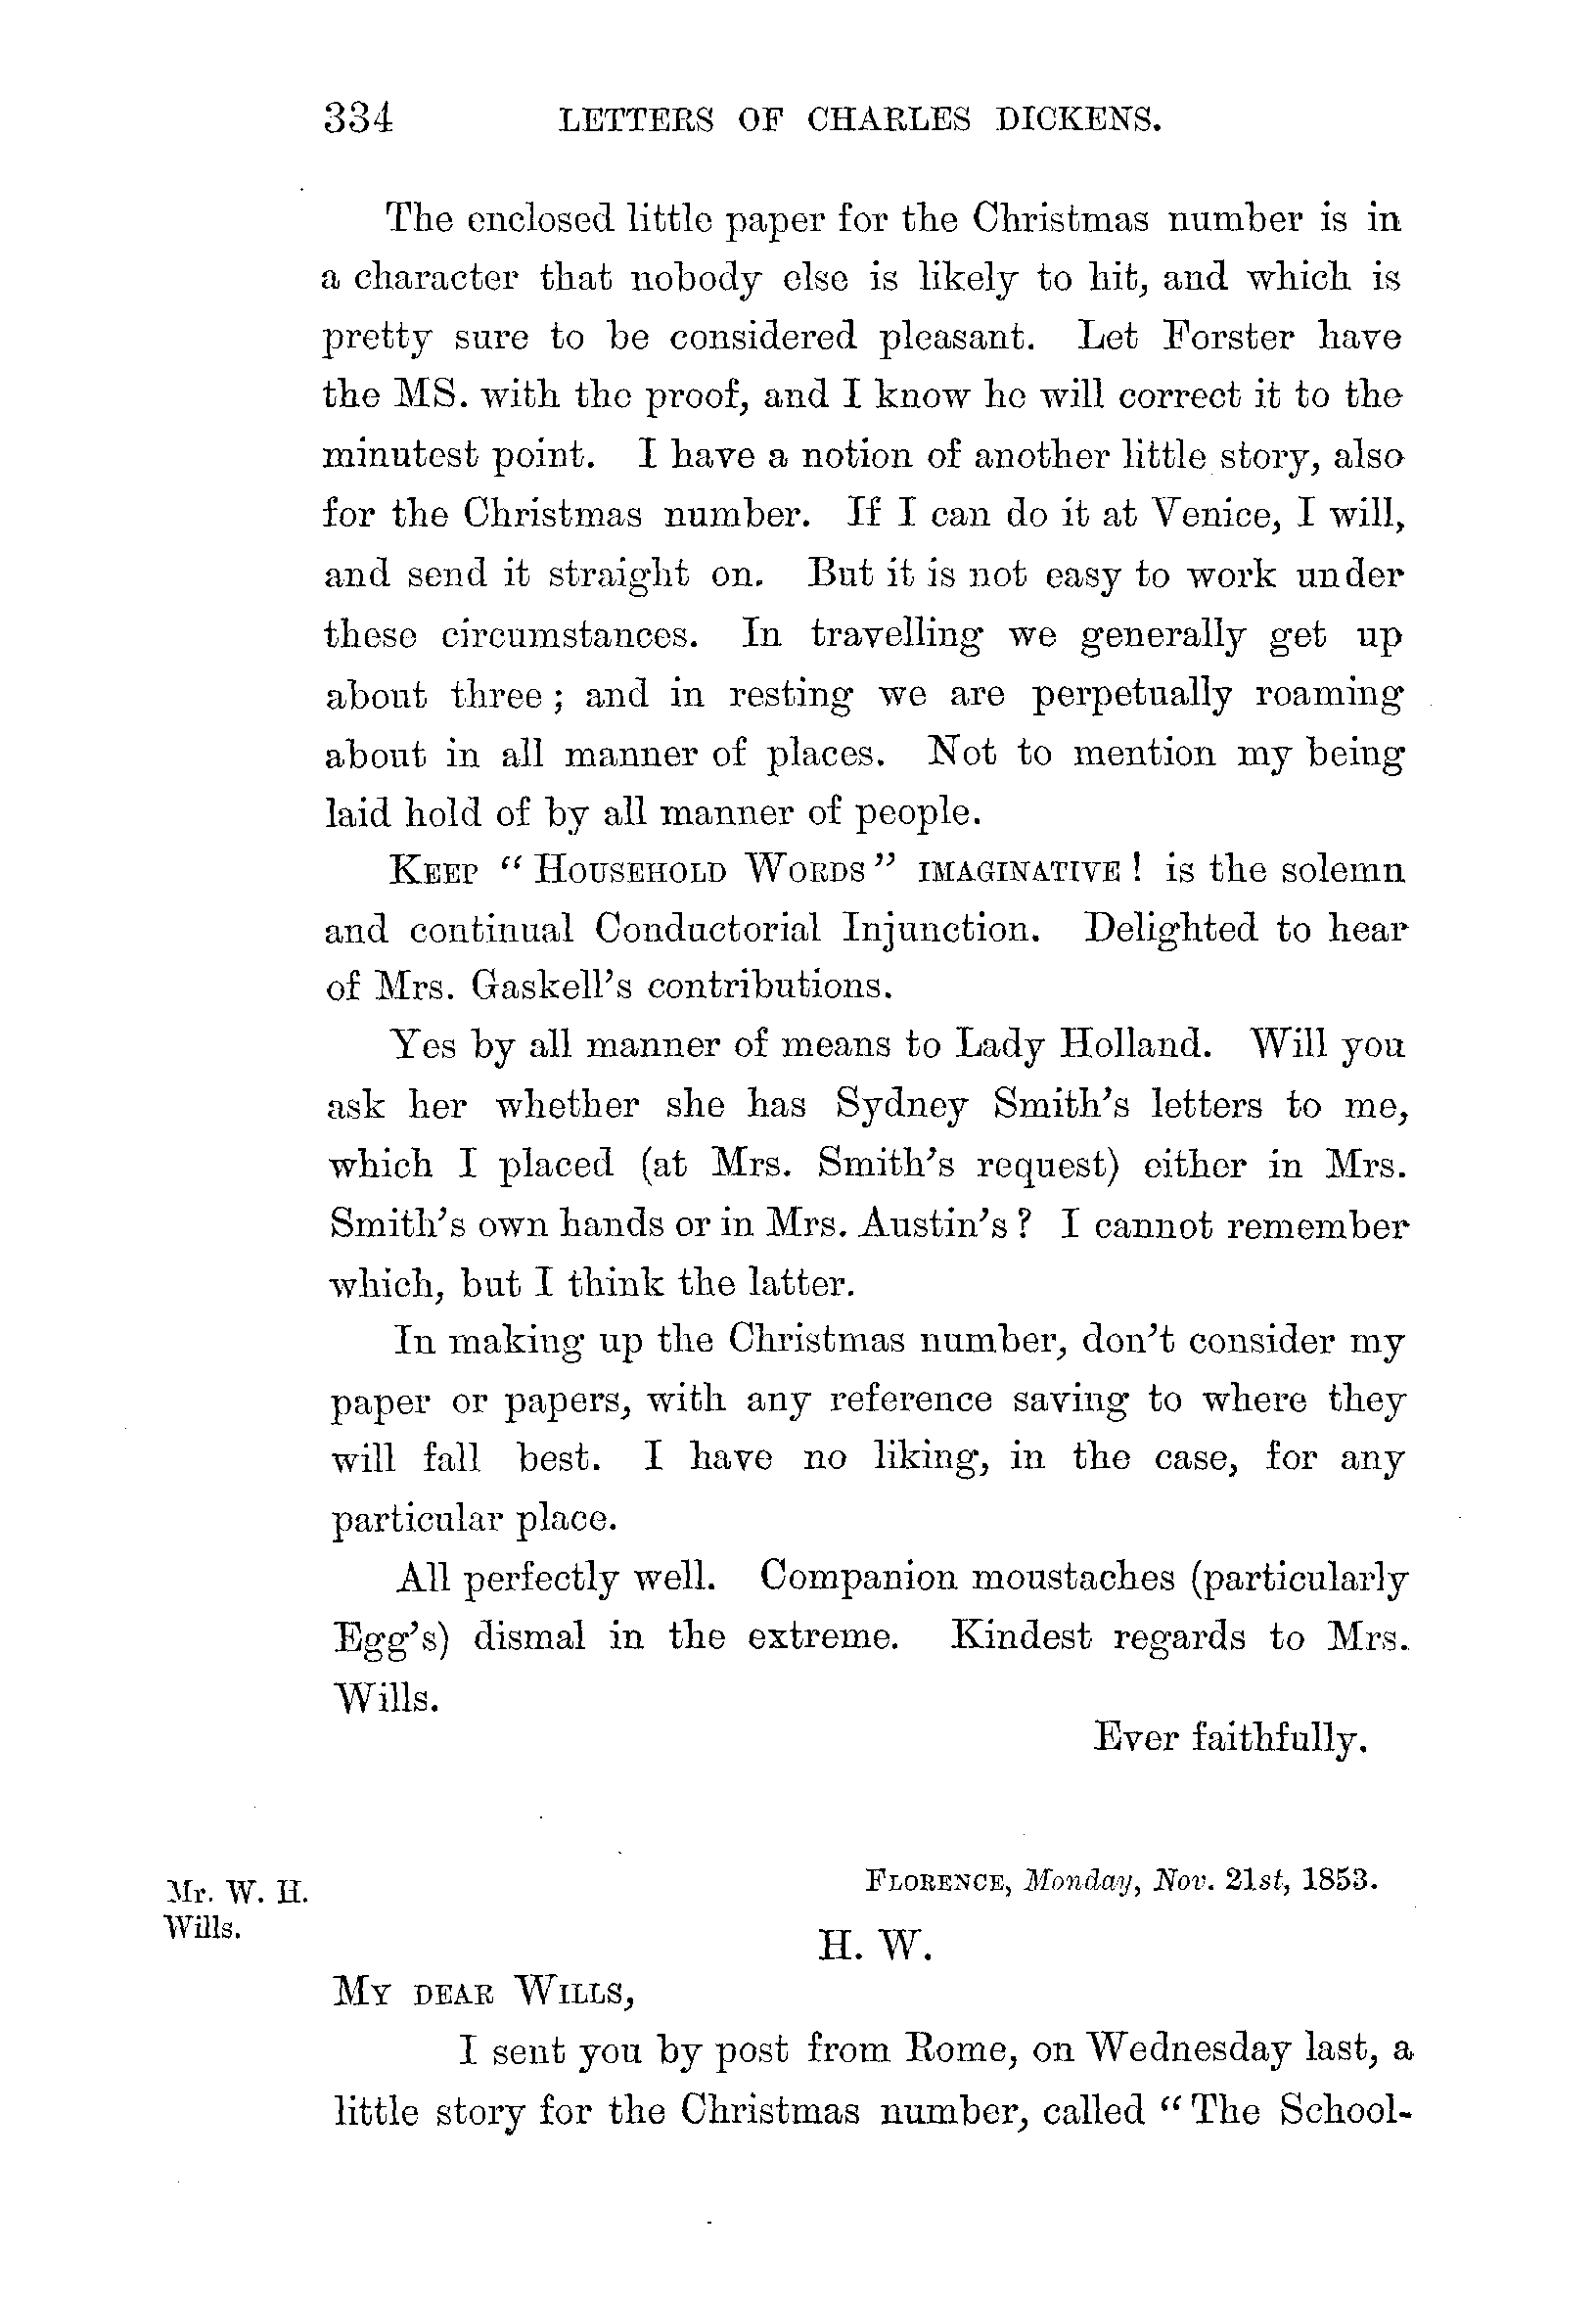 334 LETTERS OF CHARLES DICKENS.
The enclosed little paper for the Christmas number is in
a character that nobody else is likely to hit, and which is
pretty sure to be considered pleasant. Let Forster have
the MS. with the proof, and I know he will correct it to the
minutest point. I have a notion of another little story, also
for the Christmas number. If I can do it at Venice, I will,
and send it straight on. But it is not easy to work under
these circumstances. In travelling we generally get up
about three; and in resting we are perpetually roaming
about in all manner of places. Not to mention my being
laid hold of by all manner of people.
KEEP “HOUSEHOLD WORDS” IMAGINATIVE! is the solemn
and continual Conductorial Injunction. Delighted to hear
of Mrs. Gaskell's contributions.
Yes by all manner of means to Lady Holland. Will you
ask her whether she has Sydney Smith's letters to me,
which I placed (at Mrs. Smith's request) either in Mrs.
Smith's own hands or in Mrs. Austin's? I cannot remember
which, but I think the latter.
In making up the Christmas number, don't consider my
paper or papers, with any reference saving to where they
will fall best. I have no liking, in the case, for any
particular place.
All perfectly well. Companion moustaches (particularly
Egg's) dismal in the extreme. Kindest regards to Mrs.
Wills.
Ever faithfully.
Mr. W. H.
Wills.
FLORENCE, Monday, Nov. 21st, 1853.
H. W.
MY DEAR WILLS,
I sent you by post from Rome, on Wednesday last, a
little story for the Christmas number, called “The School-